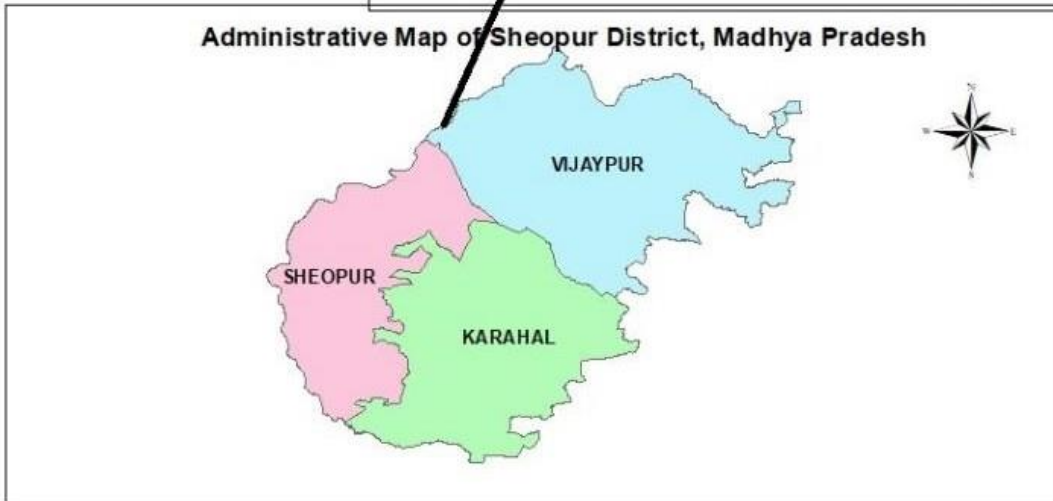 Administrative Map of Sheopur District, Madhya Pradesh
N
W E
S
VIJAYPUR
SHEOPUR
KARAHAL